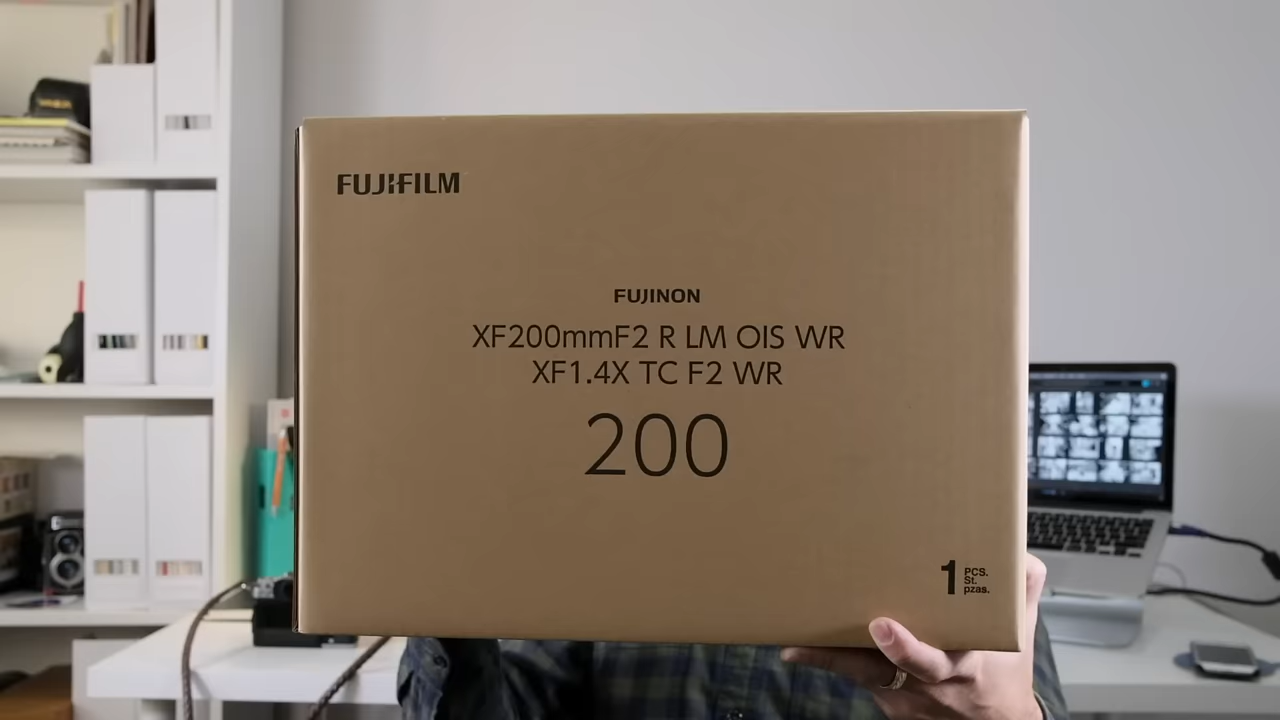 FUJIFILM
FUJINON
XF200mmF2 R LM OIS WR
XF1.4X TC F2 WR
200
1 PCS.
St.
pzas.